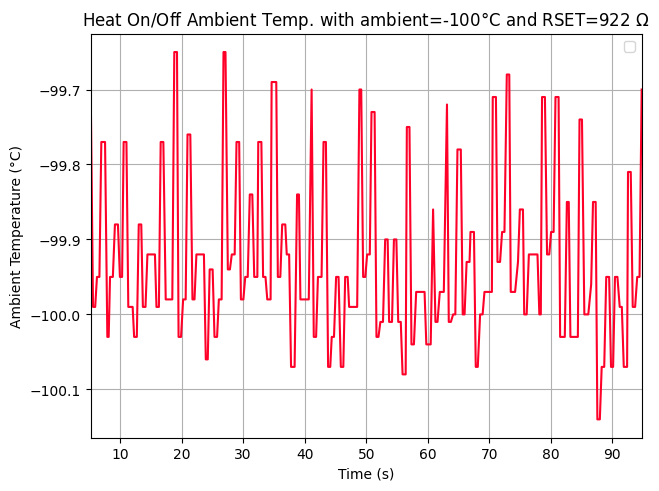 Heat On/Off Ambient Temp. with ambient=-100°C and RSET=922 Ω
−99.7
−99.8
−99.9
−100.0
−100.1
Ambient Temperature (°C)
10 20 30 40 50 60 70 80 90
Time (s)